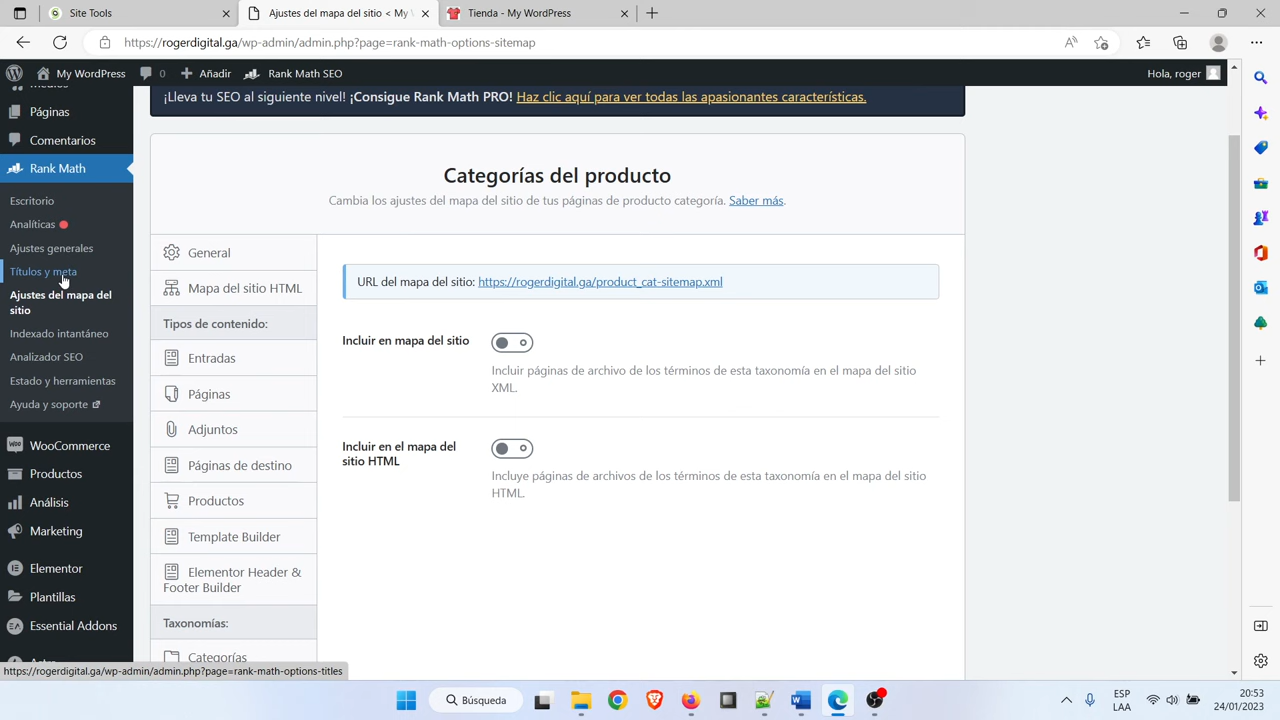 Site Tools
Ajustes del mapa del sitio < My
Tienda - My WordPress
https://rogerdigital.ga/wp-admin/admin.php?page=rank-math-options-sitemap
My WordPress
0
Añadir
Rank Math SEO
Hola, roger
Medios
Páginas
Comentarios
Rank Math
Escritorio
Analíticas
Ajustes generales
Títulos y meta
Ajustes del mapa del
sitio
Indexado intantáneo
Analizador SEO
Estado y herramientas
Ayuda y soporte
WooCommerce
Productos
Análisis
Marketing
Elementor
Plantillas
Essential Addons
¡Lleva tu SEO al siguiente nivel! ¡Consigue Rank Math PRO! Haz clic aquí para ver todas las apasionantes características.
Categorías del producto
Cambia los ajustes del mapa del sitio de tus páginas de producto categoría. Saber más.
General
Mapa del sitio HTML
Tipos de contenido:
Entradas
Páginas
Adjuntos
Páginas de destino
Productos
Template Builder
Elementor Header &
Footer Builder
Taxonomías:
Categorías
URL del mapa del sitio: https://rogerdigital.ga/product_cat-sitemap.xml
Incluir en mapa del sitio
Incluir páginas de archivo de los términos de esta taxonomía en el mapa del sitio
XML.
Incluir en el mapa del
sitio HTML
Incluye páginas de archivos de los términos de esta taxonomía en el mapa del sitio
HTML.
https://rogerdigital.ga/wp-admin/admin.php?page=rank-math-options-titles
Búsqueda
ESP
LAA
20:53
24/01/2023